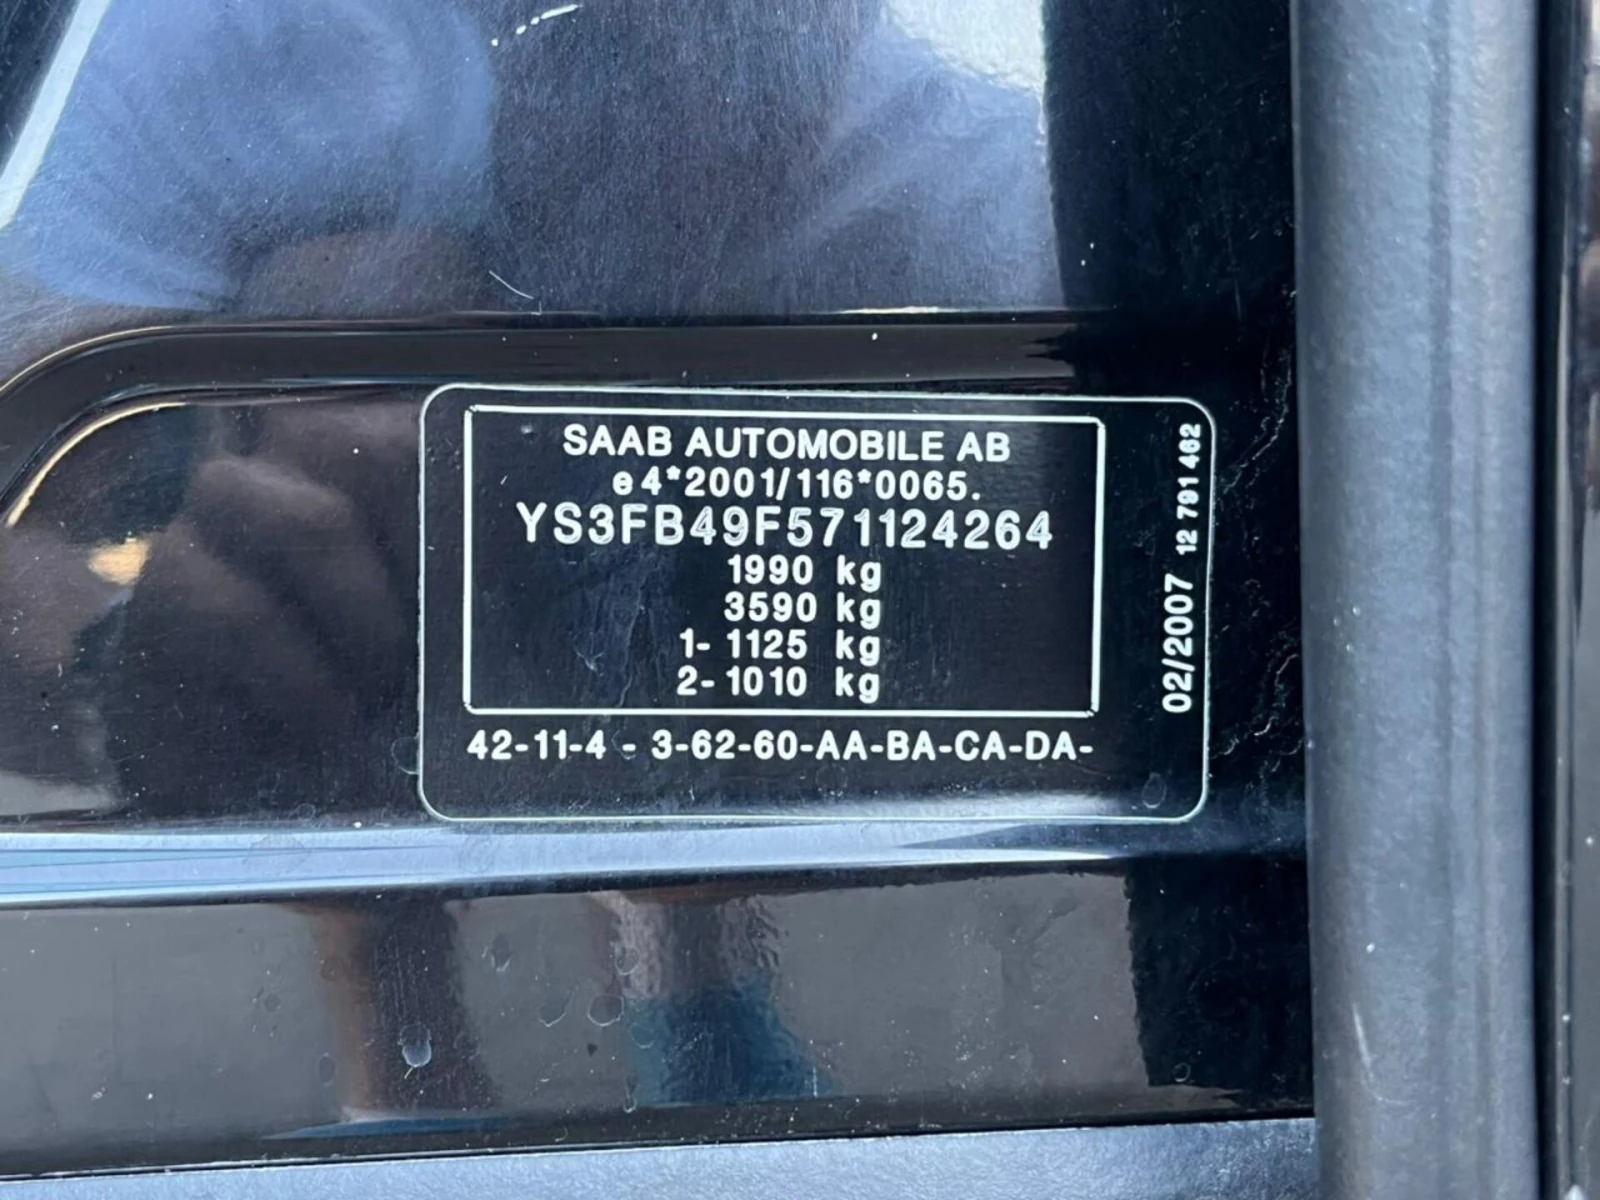 SAAB AUTOMOBILE AB
e4*2001/116*0065.
YS3FB49F571124264
1990 kg
3590 kg
1- 1125 kg
2- 1010 kg
42-11-4 - 3-62-60-AA-BA-CA-DA-
02/2007 12 791 462